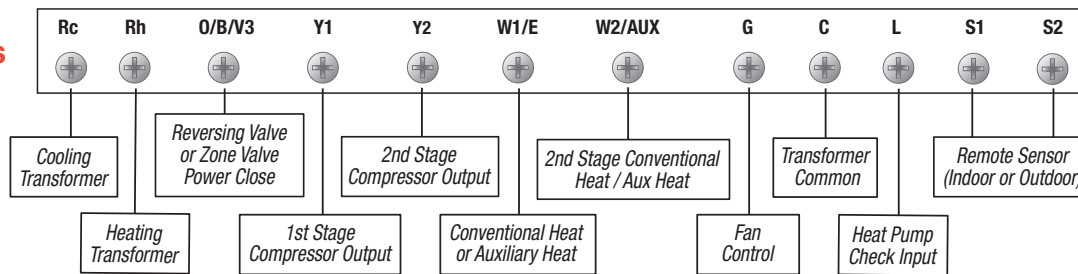 s
Rc Rh O/B/V3 Y1 Y2 W1/E W2/AUX G C L S1 S2
Cooling
Transformer
Heating
Transformer
Reversing Valve
or Zone Valve
Power Close
1st Stage
Compressor Output
2nd Stage
Compressor Output
Conventional Heat
or Auxiliary Heat
2nd Stage Conventional
Heat / Aux Heat
Fan
Control
Transformer
Common
Heat Pump
Check Input
Remote Sensor
(Indoor or Outdoor)